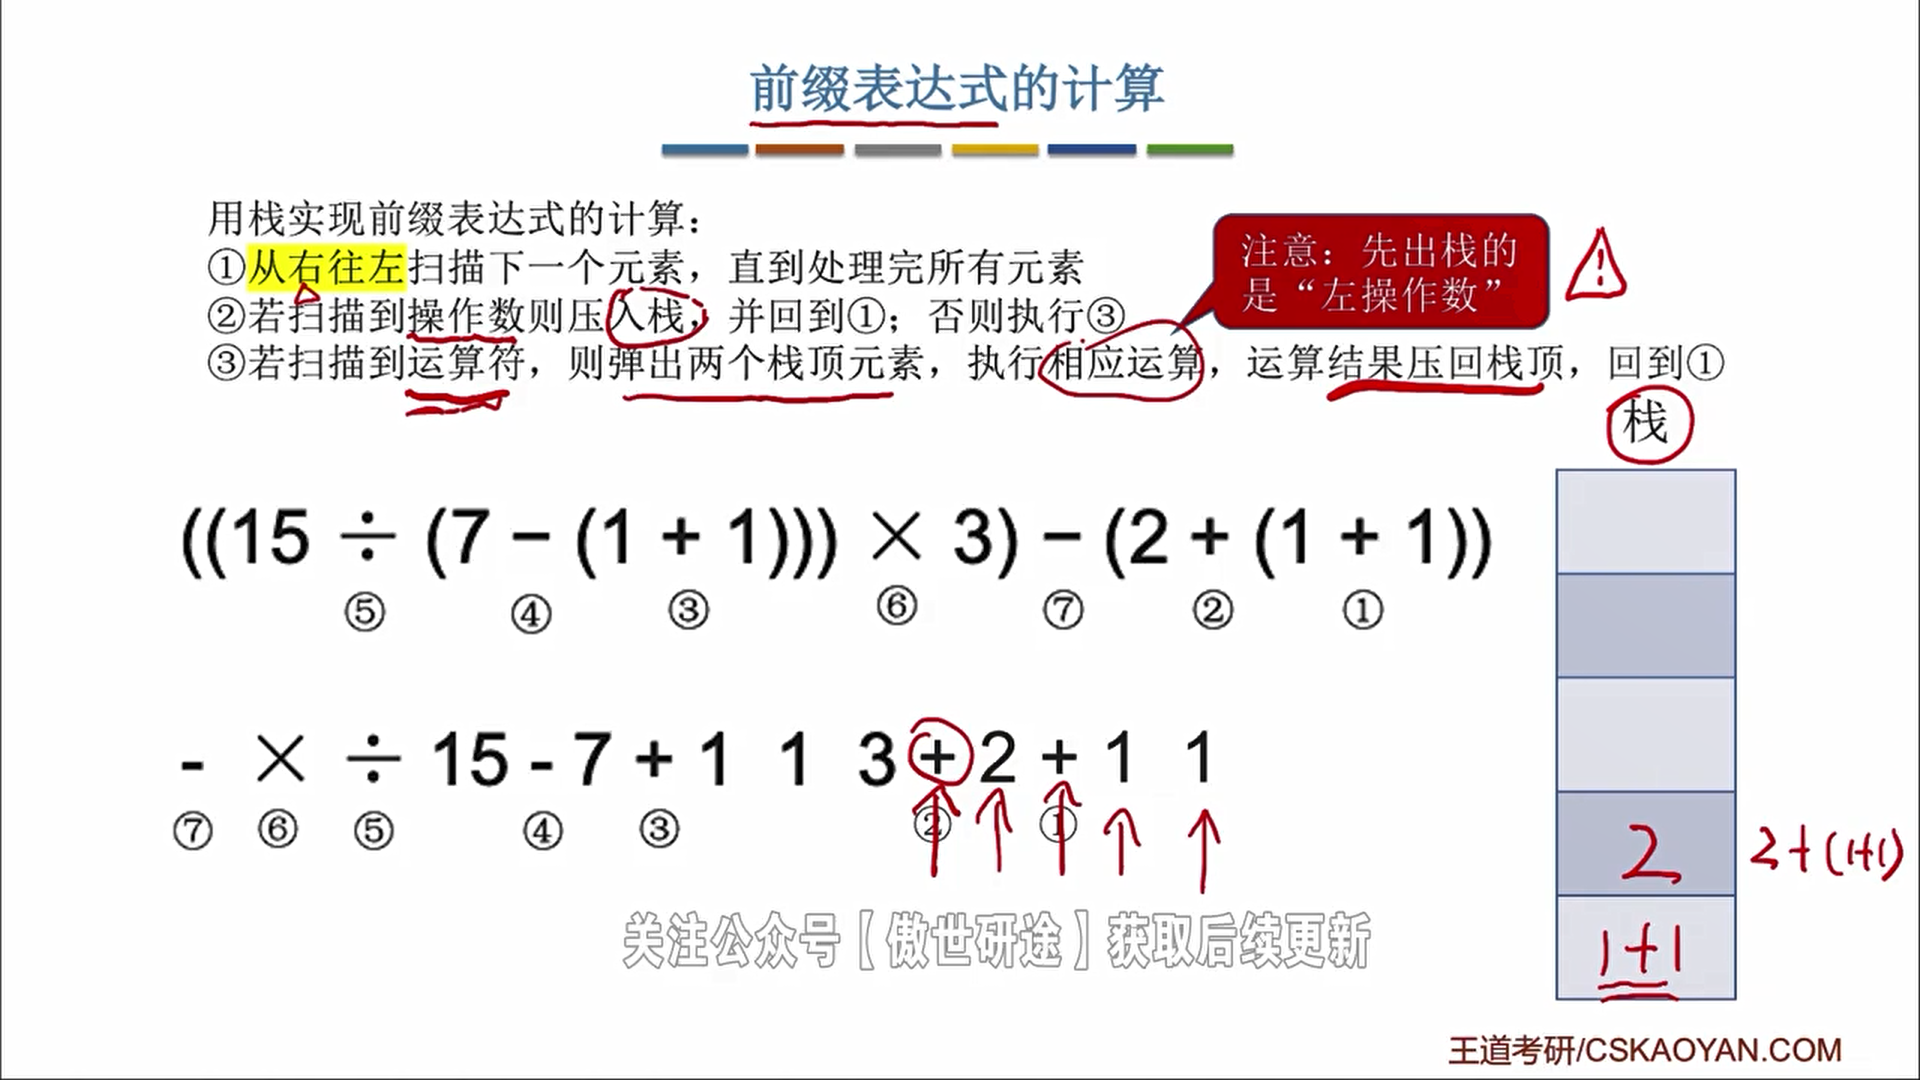 前缀表达式的计算
用栈实现前缀表达式的计算：
①从右往左扫描下一个元素，直到处理完所有元素
②若扫描到操作数则压入栈，并回到①；否则执行③
③若扫描到运算符，则弹出两个栈顶元素，执行相应运算，运算结果压回栈顶，回到①
注意：先出栈的
是“左操作数”
!
栈
((15 ÷ (7 − (1 + 1))) × 3) − (2 + (1 + 1))
⑤ ④ ③ ⑥ ⑦ ② ①
- × ÷ 15 - 7 + 1 1 3 + 2 + 1 1
⑦ ⑥ ⑤ ④ ③ ② ①
2
2+(1+1)
1+1
关注公众号【傲世研途】获取后续更新
王道考研/CSKAOYAN.COM